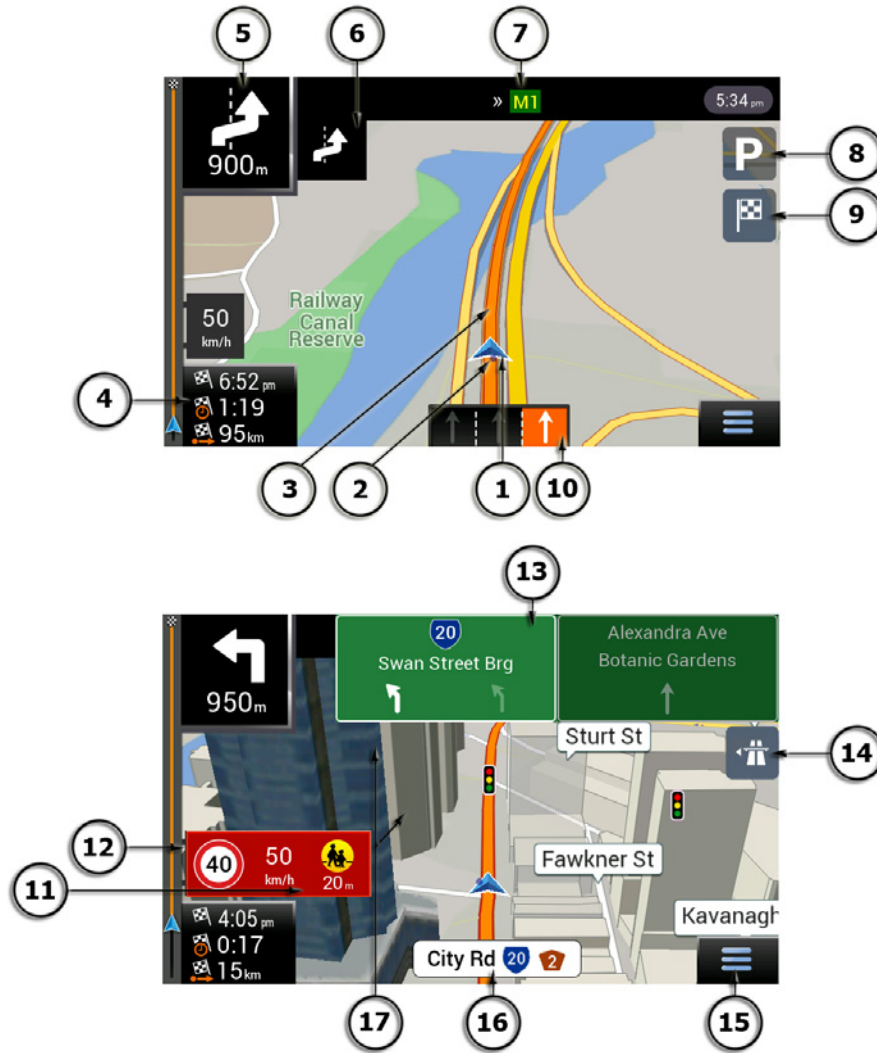 5
6
7
900m
» M1
5:34 pm
P
8
9
Railway
Canal
Reserve
50
km/h
4
6:52 pm
1:19
95km
3
2
1
10
13
950m
20
Swan Street Brg
Alexandra Ave
Botanic Gardens
Sturt St
14
12
40
50
km/h
20m
11
Fawkner St
4:05 pm
0:17
15km
Kavanagh
City Rd 20 2
17
16
15